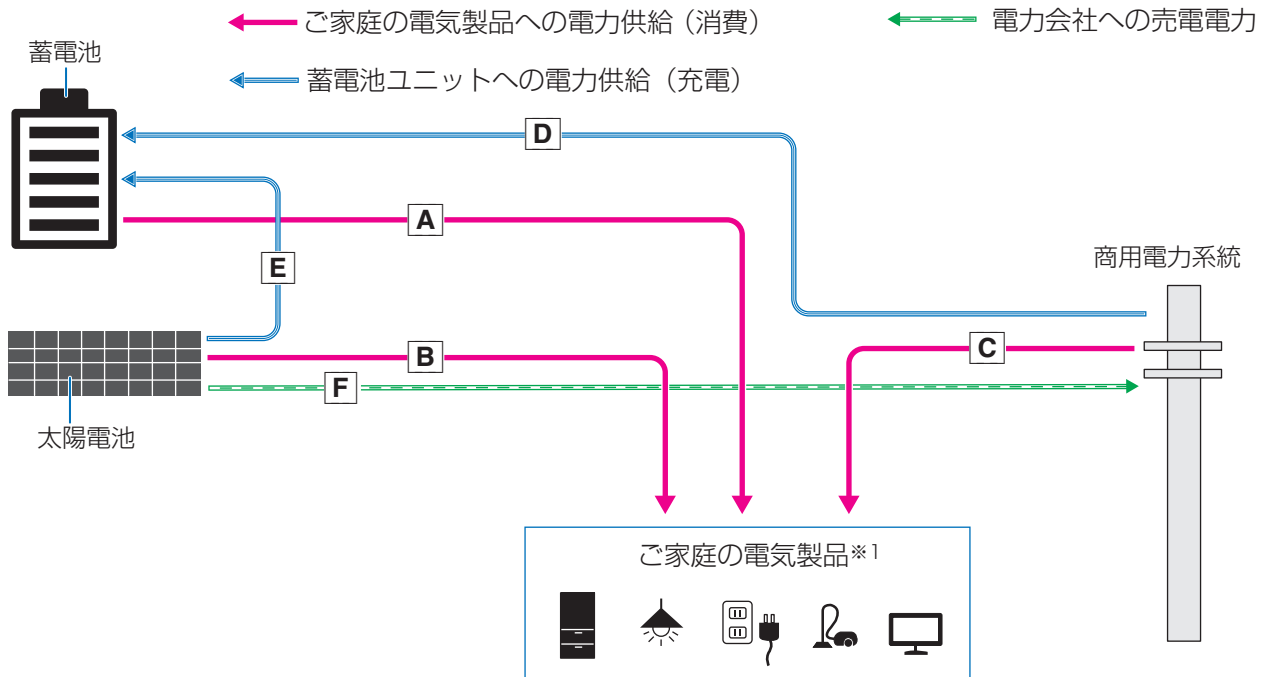 ご家庭の電気製品への電力供給（消費）
電力会社への売電電力
蓄電池
蓄電池ユニットへの電力供給（充電）
D
A
E
商用電力系統
B
C
F
太陽電池
ご家庭の電気製品※1